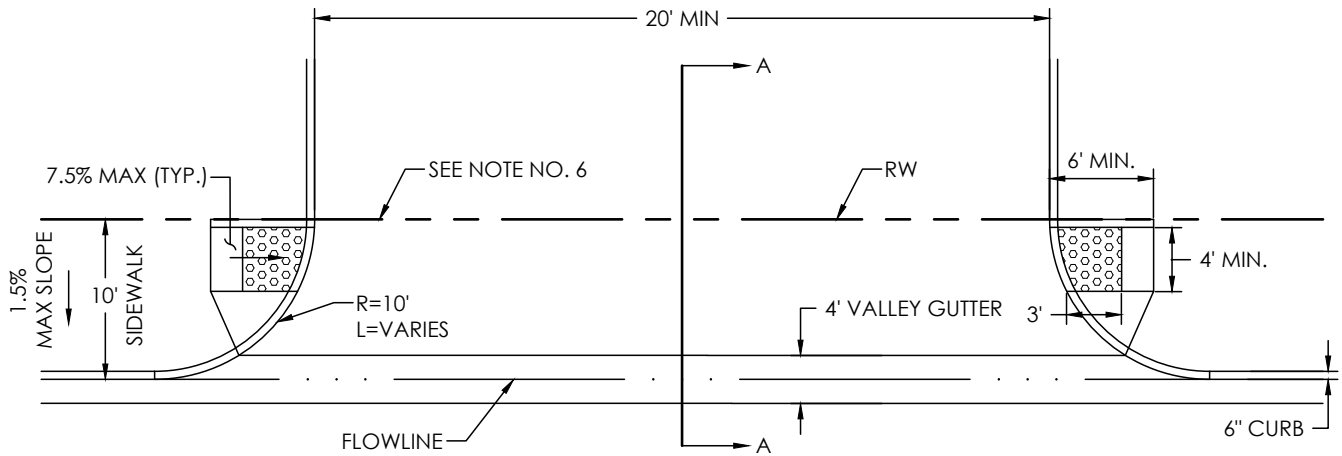 20' MIN
A
6' MIN.
7.5% MAX (TYP.)
SEE NOTE NO. 6
RW
1.5%
MAX SLOPE
10'
SIDEWALK
4' MIN.
R=10'
L=VARIES
4' VALLEY GUTTER
3'
FLOWLINE
A
6" CURB